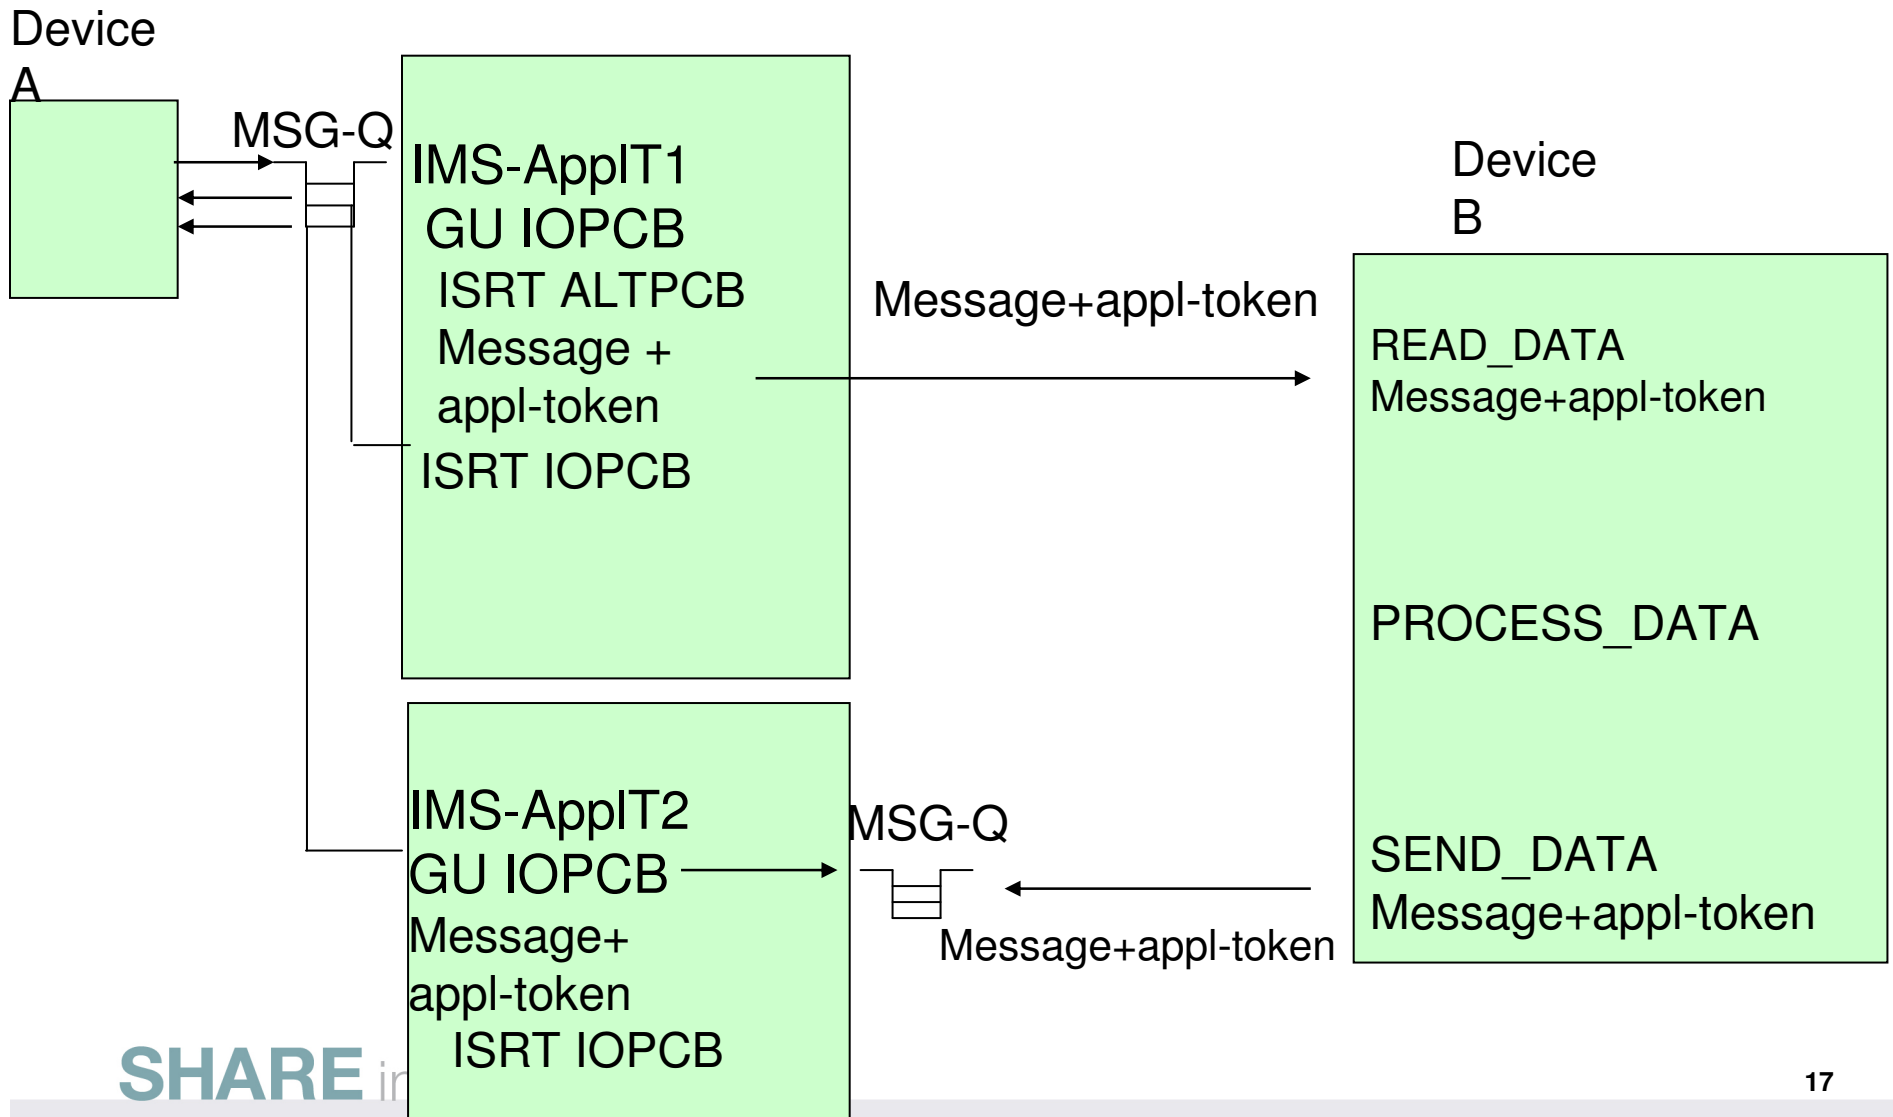 Device
A
MSG-Q
IMS-ApplT1
GU IOPCB
ISRT ALTPCB
Message +
appl-token
ISRT IOPCB
Message+appl-token
Device
B
READ_DATA
Message+appl-token
PROCESS_DATA
SEND_DATA
Message+appl-token
IMS-ApplT2
GU IOPCB
Message+
appl-token
ISRT IOPCB
MSG-Q
Message+appl-token
SHARE in
17